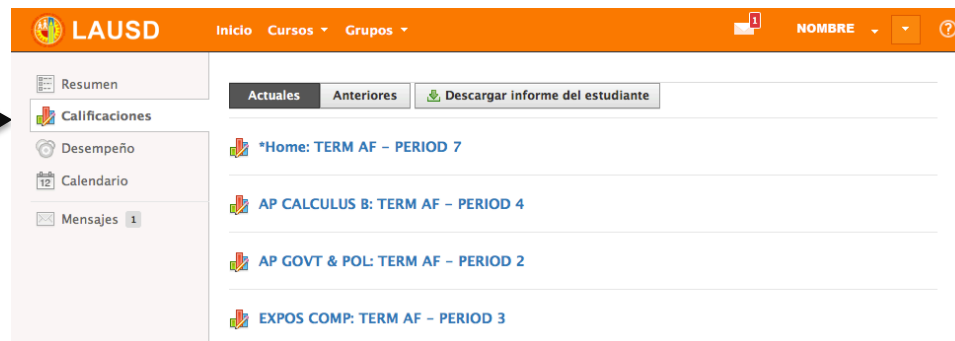 LAUSD Inicio Cursos Grupos 1 NOMBRE ?
Resumen
Calificaciones
Desempeño
12 Calendario
Mensajes 1
Actuales Anteriores Descargar informe del estudiante
*Home: TERM AF – PERIOD 7
AP CALCULUS B: TERM AF – PERIOD 4
AP GOVT & POL: TERM AF – PERIOD 2
EXPOS COMP: TERM AF – PERIOD 3